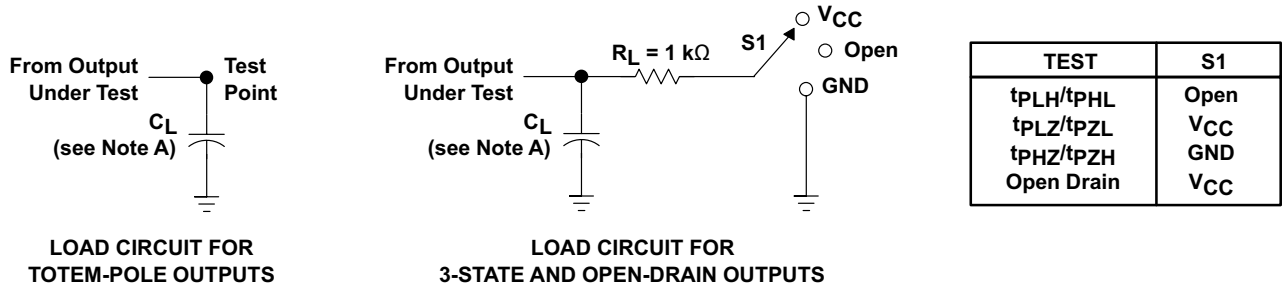 From Output
Under Test
Test
Point
CL
(see Note A)
LOAD CIRCUIT FOR
TOTEM-POLE OUTPUTS
From Output
Under Test
RL = 1 kΩ
S1
VCC
Open
GND
CL
(see Note A)
LOAD CIRCUIT FOR
3-STATE AND OPEN-DRAIN OUTPUTS
TEST S1
tPLH/tPHL Open
tPLZ/tPZL VCC
tPHZ/tPZH GND
Open Drain VCC